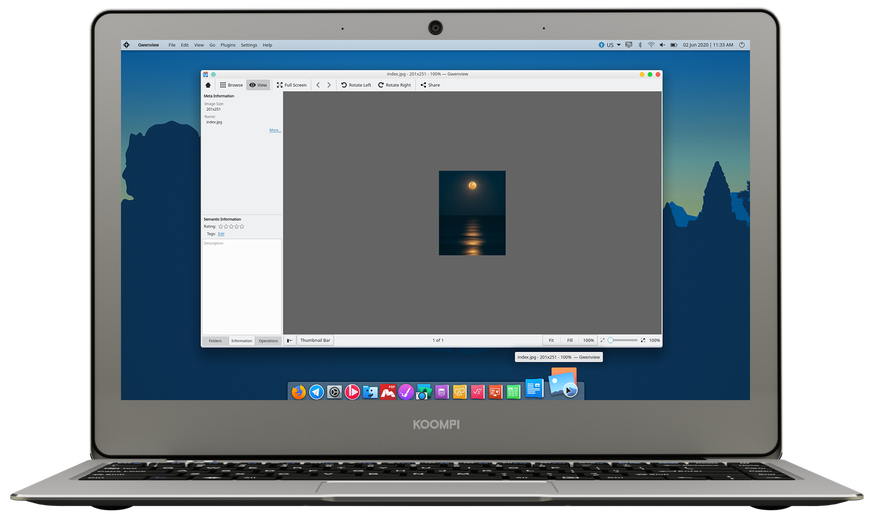 Gwenview File Edit View Go Plugins Settings Help US 02 Jun 2020 | 11:33 AM
index.jpg - 201x251 - 100% — Gwenview
Browse View Full Screen Rotate Left Rotate Right Share
Meta Information
Image Size:
201x251
Name:
index.jpg
More...
Semantic Information
Rating:
Tags: Edit
Description
Folders Information Operations Thumbnail Bar 1 of 1 Fit Fill 100% 100%
index.jpg - 201x251 - 100% — Gwenview
PDF
KOOMPI